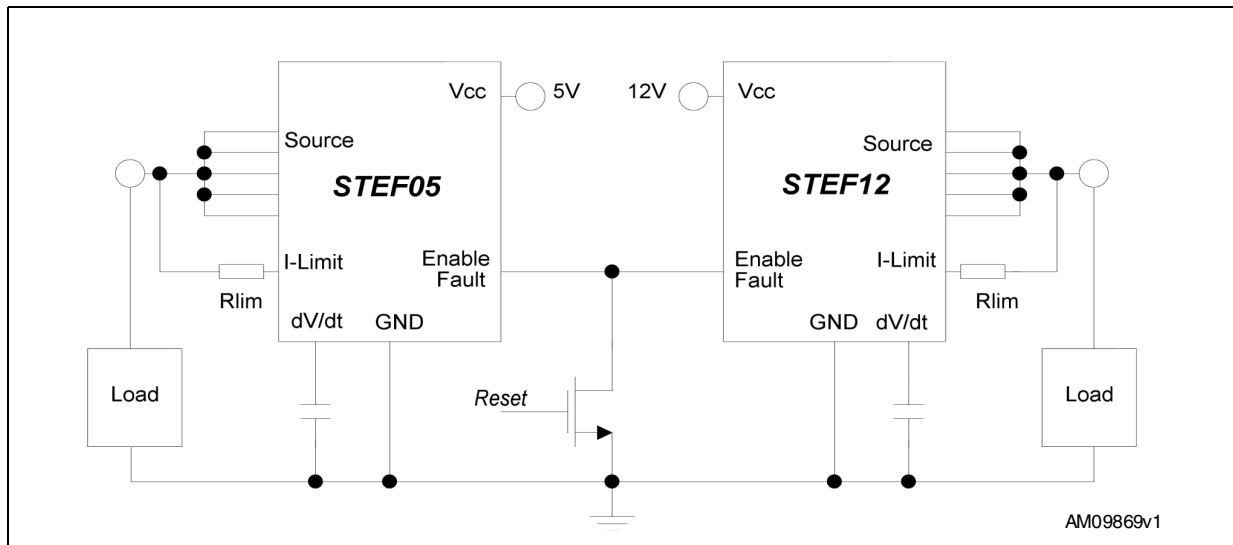 Vcc
5V
12V
Vcc
Source
Source
STEF05
STEF12
I-Limit
Enable
Fault
Enable
Fault
I-Limit
Rlim
Rlim
dV/dt
GND
GND
dV/dt
Load
Reset
Load
AM09869v1